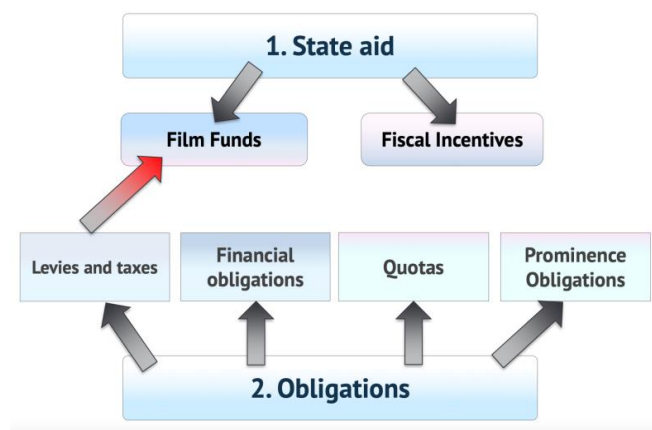 1. State aid
Film Funds
Fiscal Incentives
Levies and taxes
Financial
obligations
Quotas
Prominence
Obligations
2. Obligations